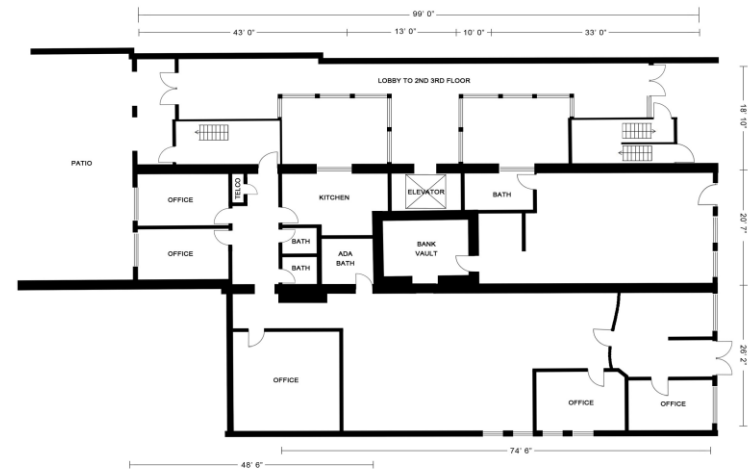 99' 0"
43' 0"
13' 0"
10' 0"
33' 0"
LOBBY TO 2ND 3RD FLOOR
18' 10"
PATIO
TELCO
OFFICE
KITCHEN
ELEVATOR
BATH
20' 7"
BATH
BANK
VAULT
OFFICE
ADA
BATH
BATH
26' 2"
OFFICE
OFFICE
OFFICE
74' 6"
48' 6"